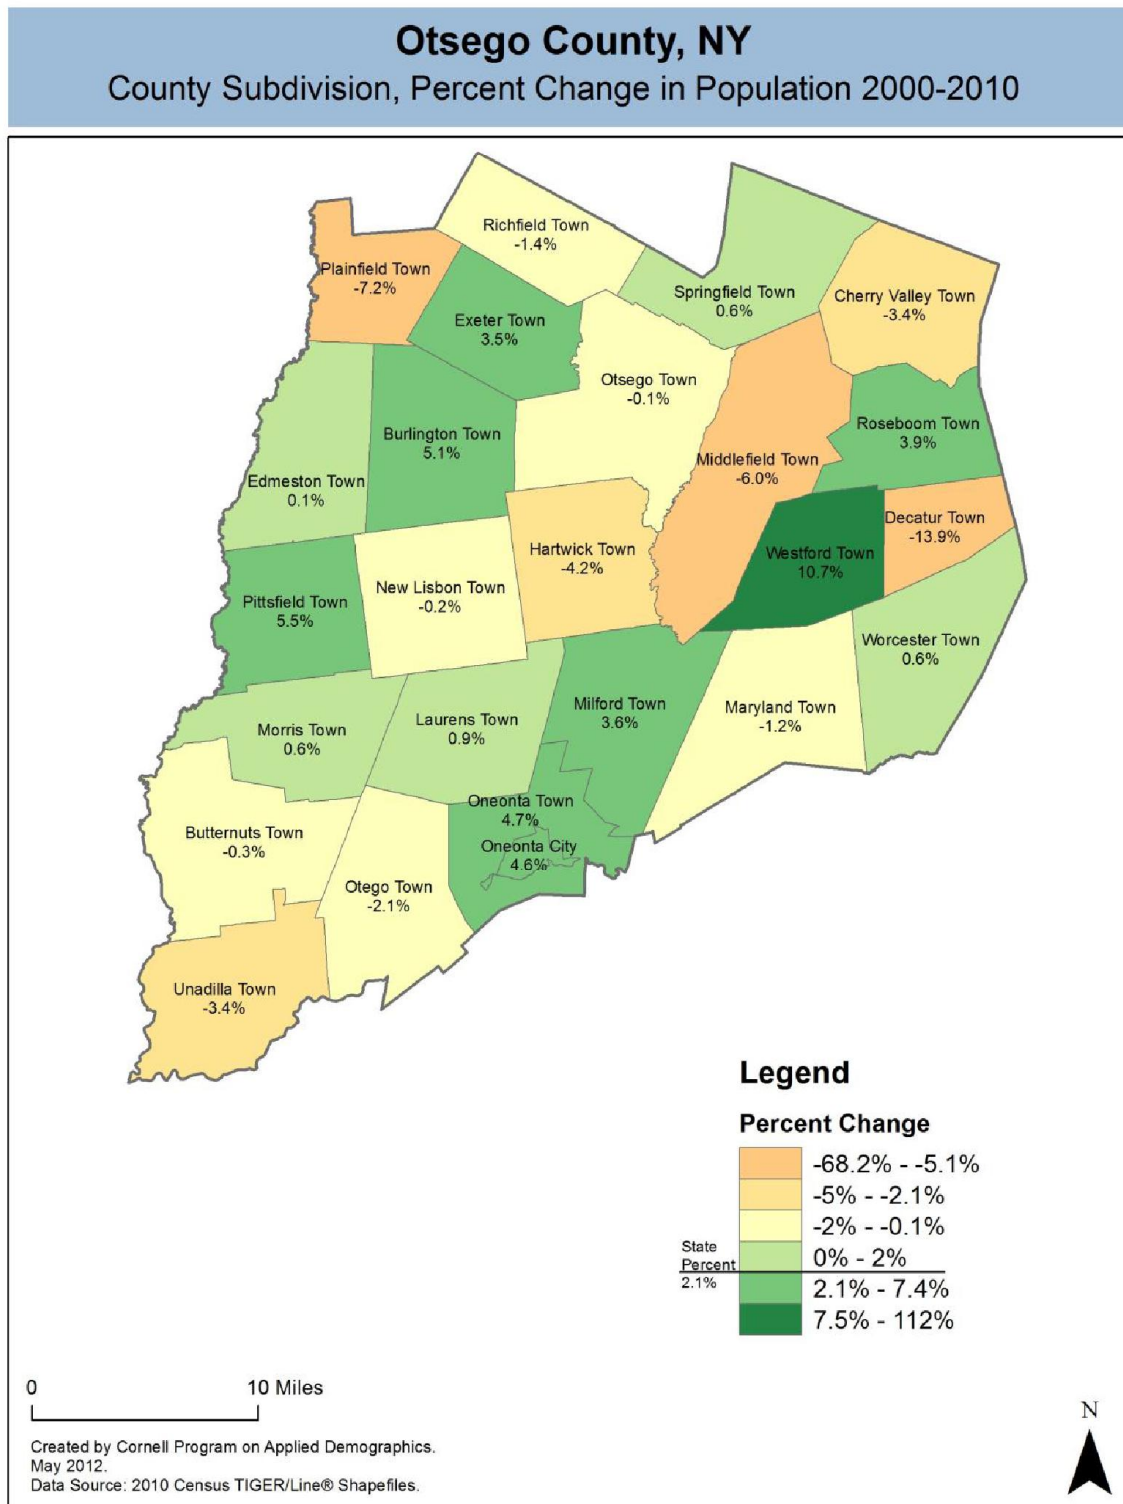 Otsego County, NY
County Subdivision, Percent Change in Population 2000-2010
Richfield Town
-1.4%
Plainfield Town
-7.2%
Springfield Town
0.6%
Cherry Valley Town
-3.4%
Exeter Town
3.5%
Otsego Town
-0.1%
Roseboom Town
3.9%
Burlington Town
5.1%
Middlefield Town
-6.0%
Edmeston Town
0.1%
Decatur Town
-13.9%
Hartwick Town
-4.2%
Westford Town
10.7%
New Lisbon Town
-0.2%
Pittsfield Town
5.5%
Worcester Town
0.6%
Milford Town
3.6%
Maryland Town
-1.2%
Laurens Town
0.9%
Morris Town
0.6%
Oneonta Town
4.7%
Butternuts Town
-0.3%
Oneonta City
4.6%
Otego Town
-2.1%
Unadilla Town
-3.4%
Legend
Percent Change
-68.2% - -5.1%
-5% - -2.1%
-2% - -0.1%
State
Percent
0% - 2%
2.1%
2.1% - 7.4%
7.5% - 112%
0 10 Miles
N
Created by Cornell Program on Applied Demographics.
May 2012.
Data Source: 2010 Census TIGER/Line® Shapefiles.